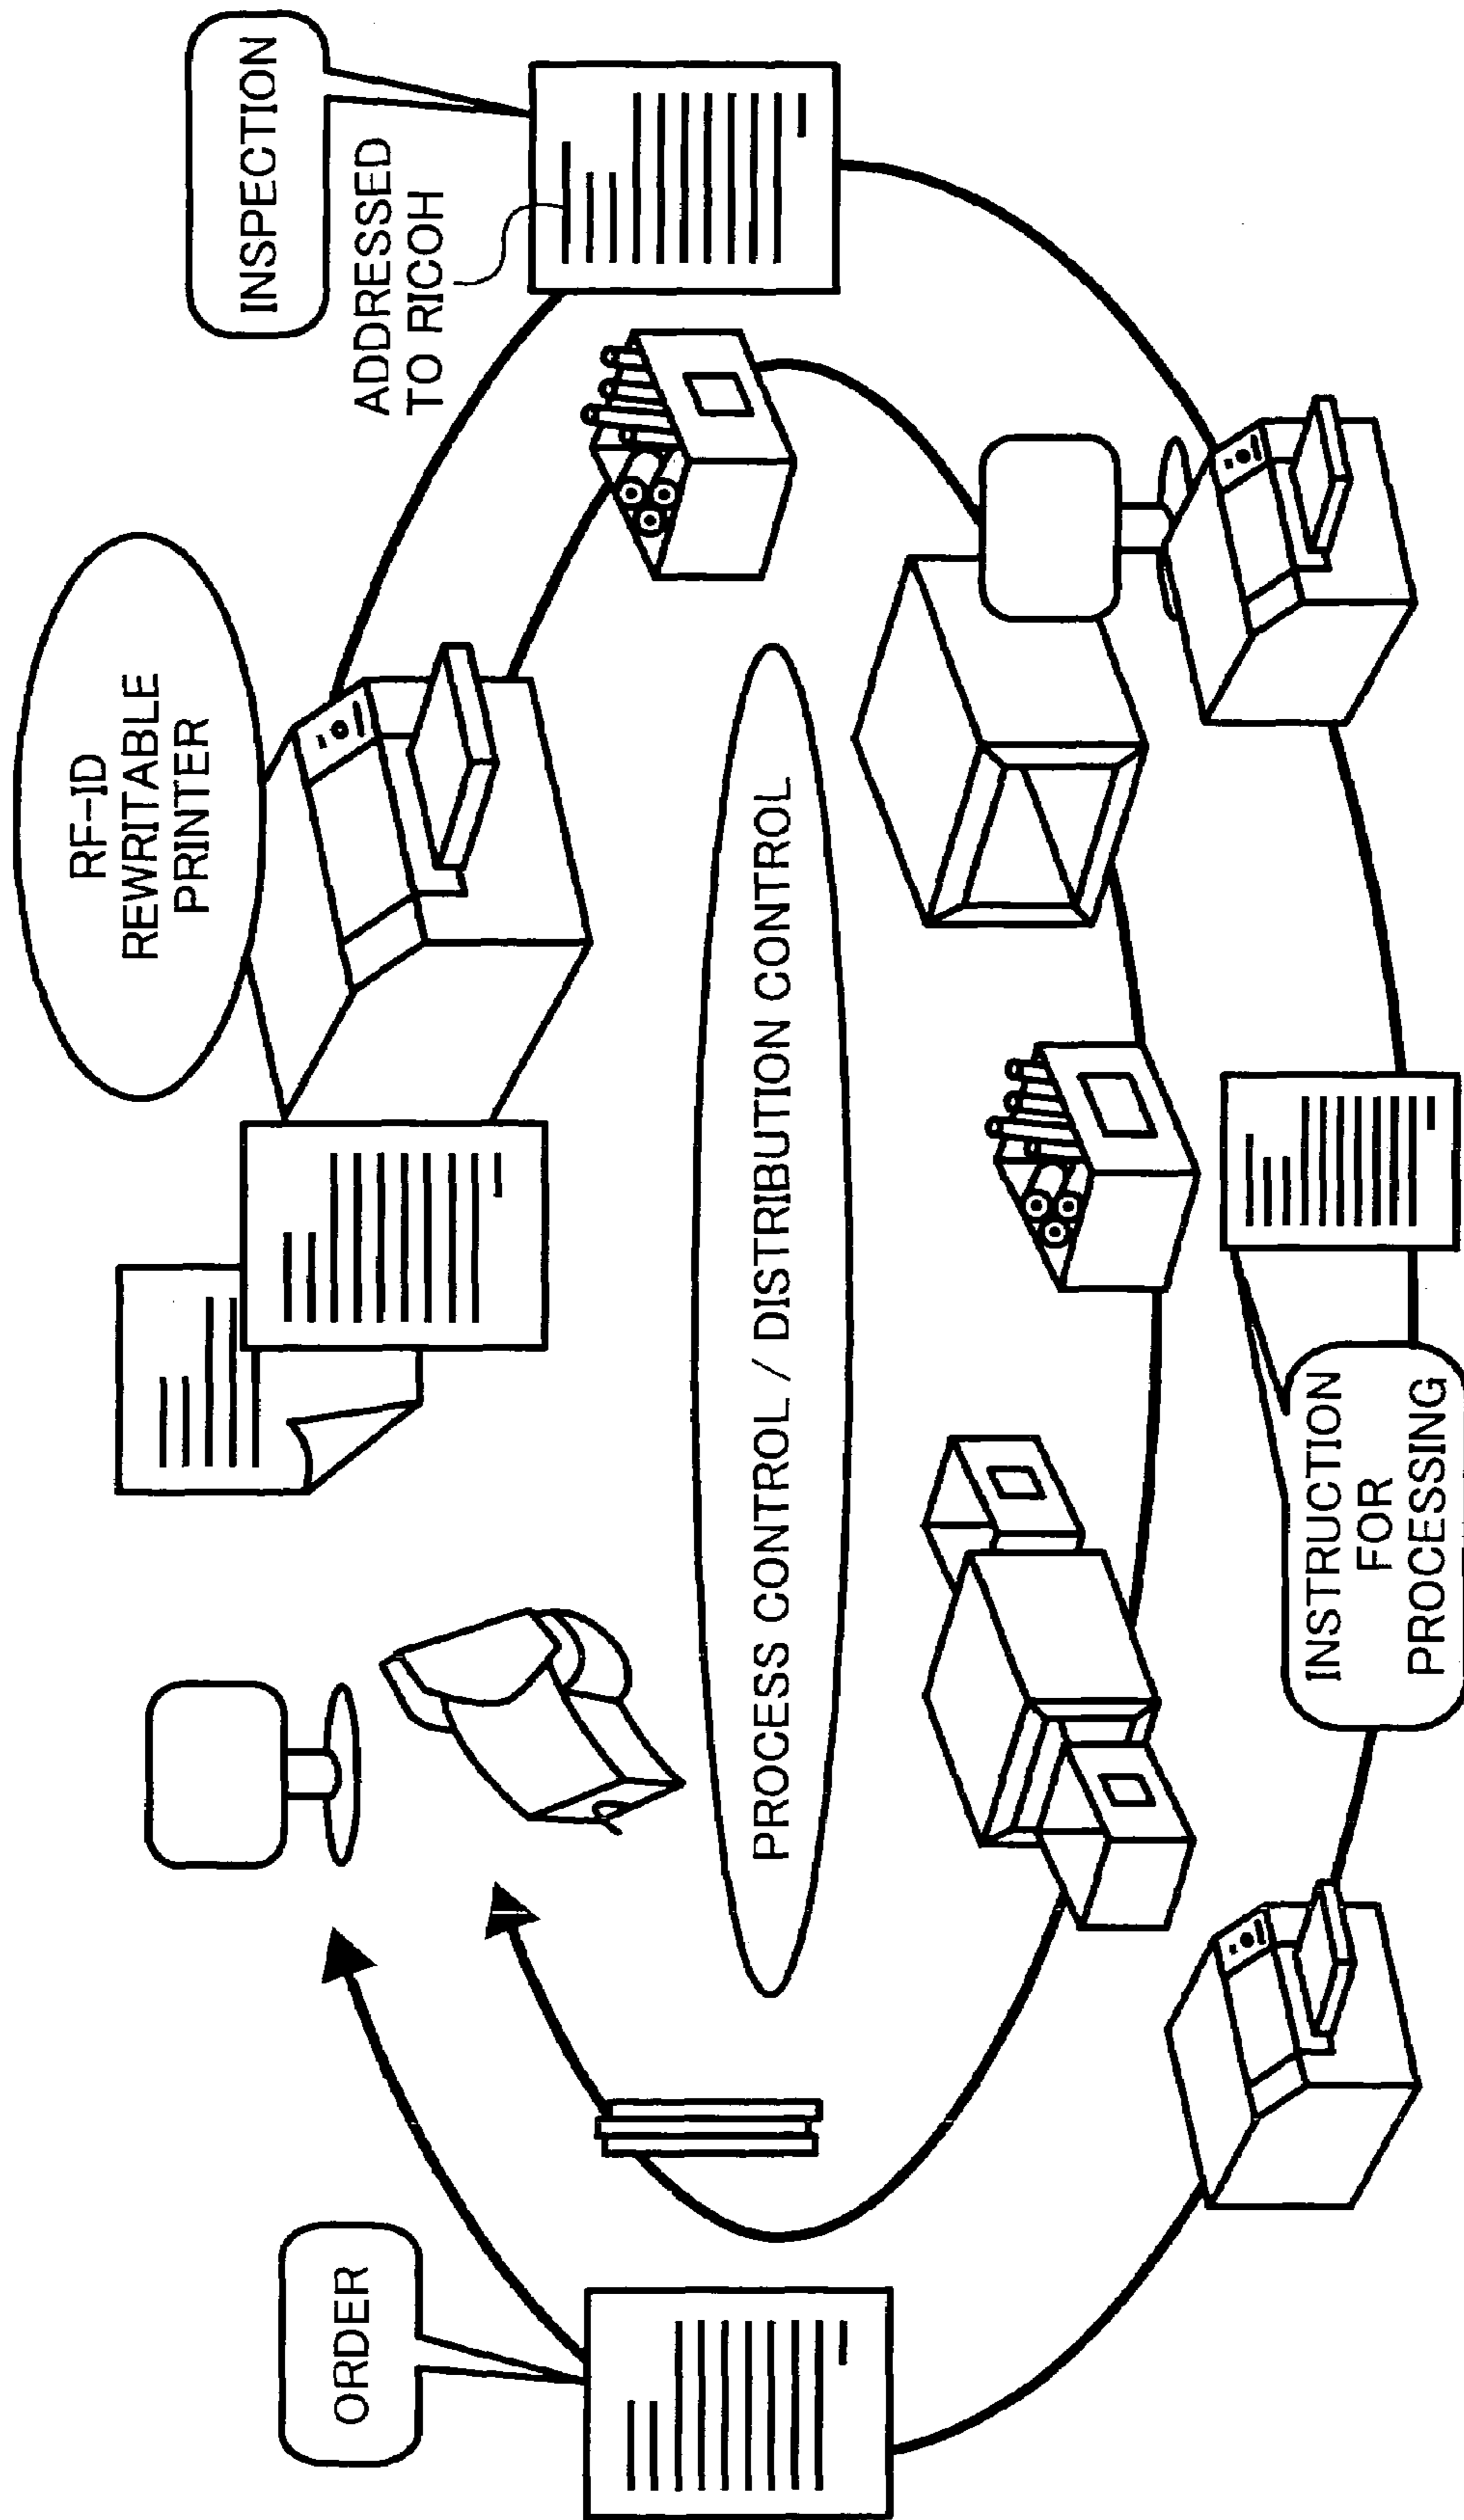 RF-ID
REWRITABLE
PRINTER
INSPECTION
ADDRESSED
TO RICOH
ORDER
PROCESS CONTROL / DISTRIBUTION CONTROL
INSTRUCTION
FOR
PROCESSING